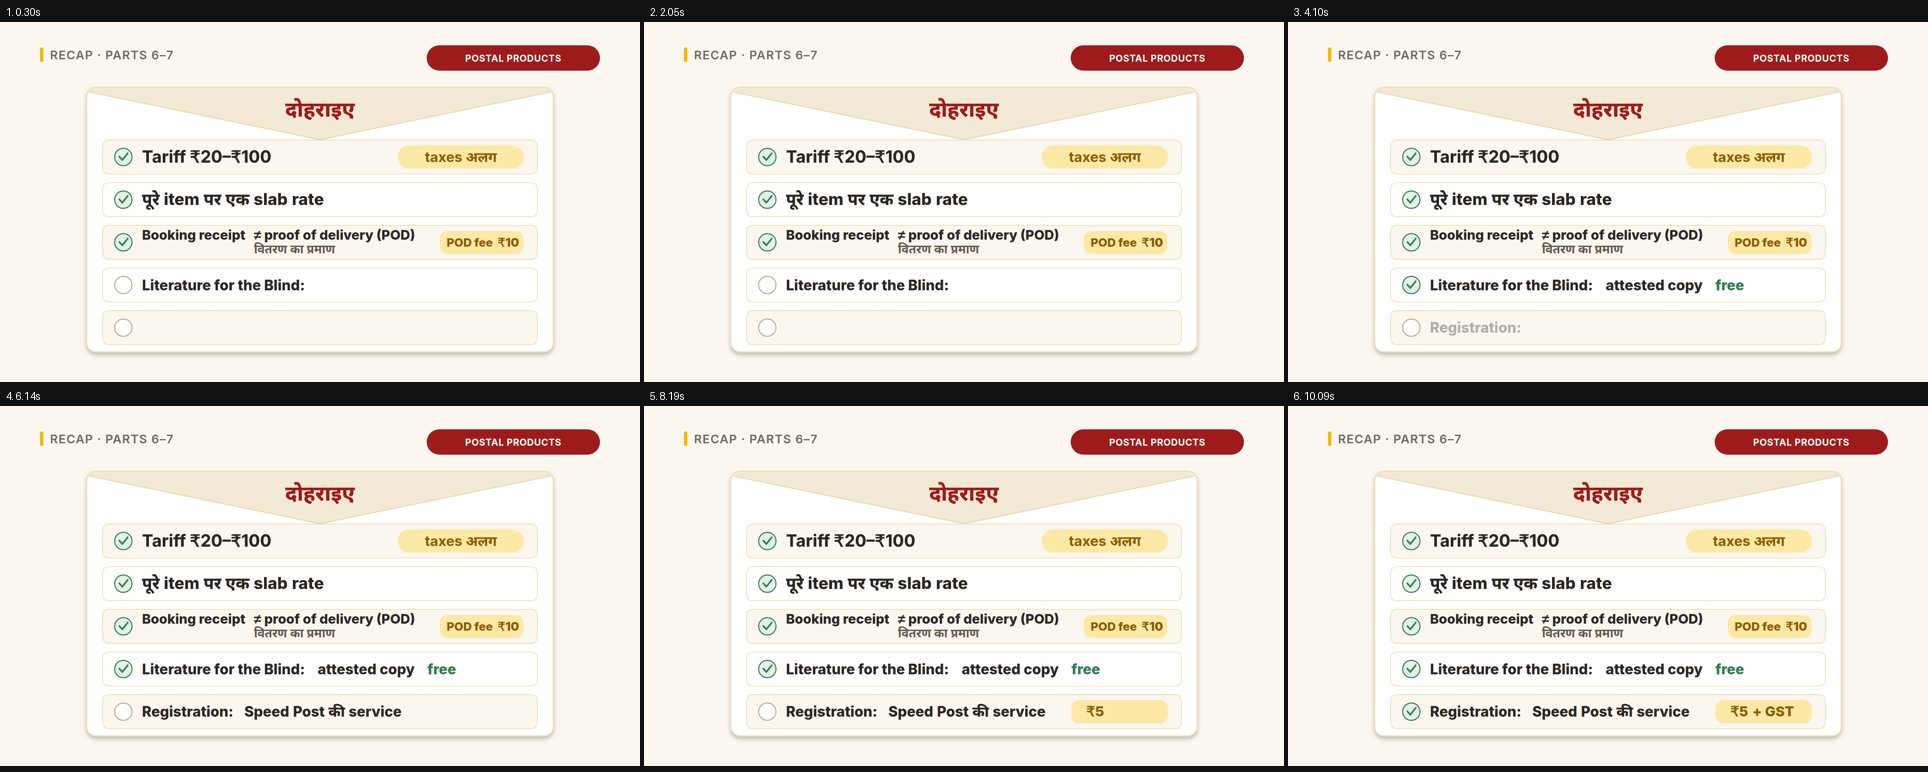 1. 0.30s
RECAP · PARTS 6–7
POSTAL PRODUCTS
दोहराइए
Tariff ₹20–₹100
taxes अलग
पूरे item पर एक slab rate
Booking receipt ≠ proof of delivery (POD)
वितरण का प्रमाण
POD fee ₹10
Literature for the Blind:
2. 2.05s
RECAP · PARTS 6–7
POSTAL PRODUCTS
दोहराइए
Tariff ₹20–₹100
taxes अलग
पूरे item पर एक slab rate
Booking receipt ≠ proof of delivery (POD)
वितरण का प्रमाण
POD fee ₹10
Literature for the Blind:
3. 4.10s
RECAP · PARTS 6–7
POSTAL PRODUCTS
दोहराइए
Tariff ₹20–₹100
taxes अलग
पूरे item पर एक slab rate
Booking receipt ≠ proof of delivery (POD)
वितरण का प्रमाण
POD fee ₹10
Literature for the Blind: attested copy free
Registration:
4. 6.14s
RECAP · PARTS 6–7
POSTAL PRODUCTS
दोहराइए
Tariff ₹20–₹100
taxes अलग
पूरे item पर एक slab rate
Booking receipt ≠ proof of delivery (POD)
वितरण का प्रमाण
POD fee ₹10
Literature for the Blind: attested copy free
Registration: Speed Post की service
5. 8.19s
RECAP · PARTS 6–7
POSTAL PRODUCTS
दोहराइए
Tariff ₹20–₹100
taxes अलग
पूरे item पर एक slab rate
Booking receipt ≠ proof of delivery (POD)
वितरण का प्रमाण
POD fee ₹10
Literature for the Blind: attested copy free
Registration: Speed Post की service ₹5
6. 10.09s
RECAP · PARTS 6–7
POSTAL PRODUCTS
दोहराइए
Tariff ₹20–₹100
taxes अलग
पूरे item पर एक slab rate
Booking receipt ≠ proof of delivery (POD)
वितरण का प्रमाण
POD fee ₹10
Literature for the Blind: attested copy free
Registration: Speed Post की service ₹5 + GST